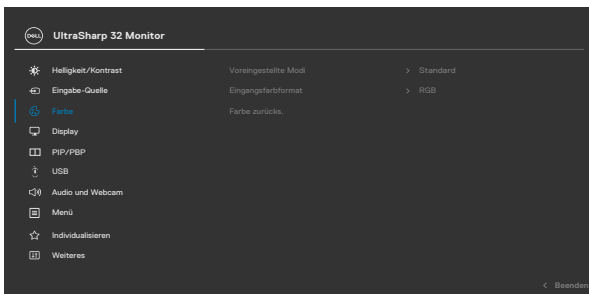 DELL UltraSharp 32 Monitor
Helligkeit/Kontrast Voreingestellte Modi > Standard
Eingabe-Quelle Eingangsfarbformat > RGB
Farbe Farbe zurücks.
Display
PIP/PBP
USB
Audio und Webcam
Menü
Individualisieren
Weiteres
< Beenden